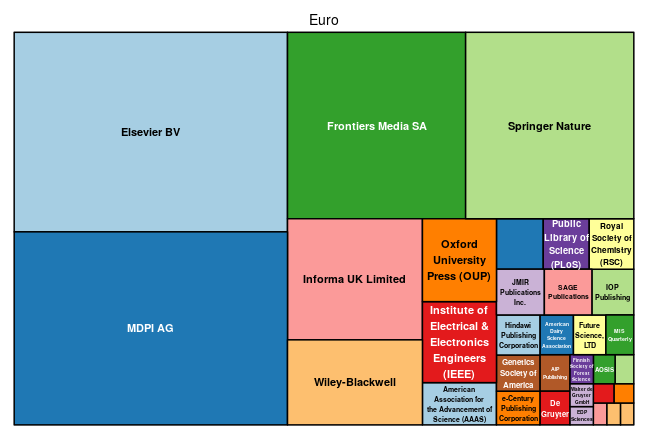 Euro
Elsevier BV
Frontiers Media SA
Springer Nature
MDPI AG
Informa UK Limited
Wiley-Blackwell
Oxford
University
Press (OUP)
Institute of
Electrical &
Electronics
Engineers
(IEEE)
American
Association for
the Advancement of
Science (AAAS)
Public
Library of
Science
(PLoS)
Royal
Society of
Chemistry
(RSC)
JMIR
Publications
Inc.
SAGE
Publications
IOP
Publishing
Hindawi
Publishing
Corporation
American
Dairy
Science
Association
Future
Science,
LTD
MIS
Quarterly
Genetics
Society of
America
AIP
Publishing
Finnish
Society of
Forest
Science
AOSIS
e-Century
Publishing
Corporation
De
Gruyter
Walter de
Gruyter
GmbH
EDP
Sciences